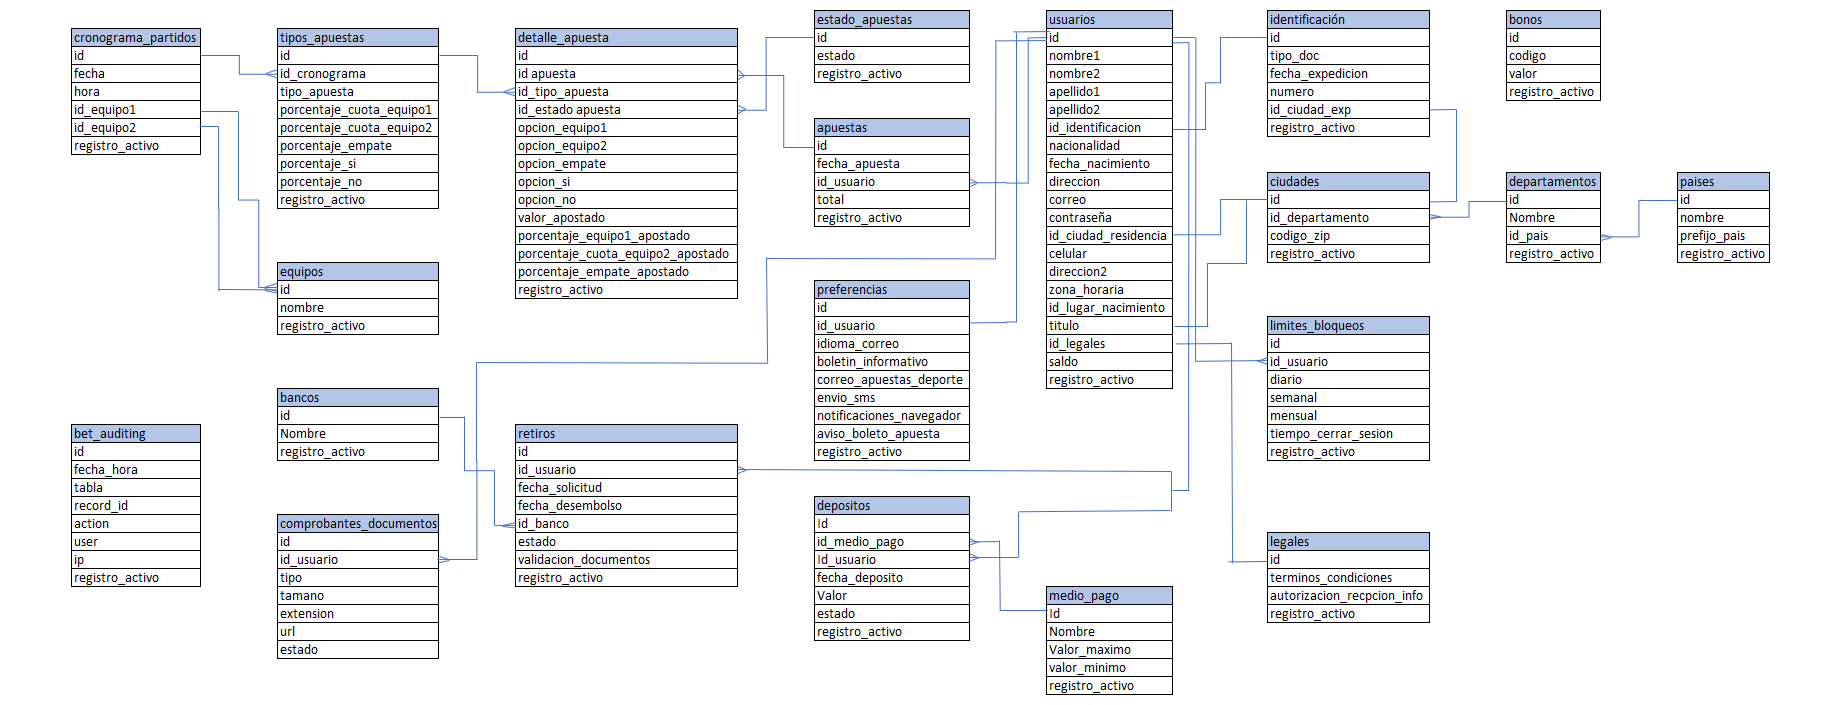 cronograma_partidos
id
fecha
hora
id_equipo1
id_equipo2
registro_activo
tipos_apuestas
id
id_cronograma
tipo_apuesta
porcentaje_cuota_equipo1
porcentaje_cuota_equipo2
porcentaje_empate
porcentaje_si
porcentaje_no
registro_activo
equipos
id
nombre
registro_activo
detalle_apuesta
id
id apuesta
id_tipo_apuesta
id_estado apuesta
opcion_equipo1
opcion_equipo2
opcion_empate
opcion_si
opcion_no
valor_apostado
porcentaje_equipo1_apostado
porcentaje_cuota_equipo2_apostado
porcentaje_empate_apostado
registro_activo
estado_apuestas
id
estado
registro_activo
apuestas
id
fecha_apuesta
id_usuario
total
registro_activo
preferencias
id
id_usuario
idioma_correo
boletin_informativo
correo_apuestas_deporte
envio_sms
notificaciones_navegador
aviso_boleto_apuesta
registro_activo
usuarios
id
nombre1
nombre2
apellido1
apellido2
id_identificacion
nacionalidad
fecha_nacimiento
direccion
correo
contraseña
id_ciudad_residencia
celular
direccion2
zona_horaria
id_lugar_nacimiento
titulo
id_legales
saldo
registro_activo
identificación
id
tipo_doc
fecha_expedicion
numero
id_ciudad_exp
registro_activo
ciudades
id
id_departamento
codigo_zip
registro_activo
bonos
id
codigo
valor
registro_activo
departamentos
id
Nombre
id_pais
registro_activo
paises
id
nombre
prefijo_pais
registro_activo
limites_bloqueos
id
id_usuario
diario
semanal
mensual
tiempo_cerrar_sesion
registro_activo
bet_auditing
id
fecha_hora
tabla
record_id
action
user
ip
registro_activo
bancos
id
Nombre
registro_activo
comprobantes_documentos
id
id_usuario
tipo
tamano
extension
url
estado
retiros
id
id_usuario
fecha_solicitud
fecha_desembolso
id_banco
estado
validacion_documentos
registro_activo
depositos
Id
id_medio_pago
Id_usuario
fecha_deposito
Valor
estado
registro_activo
medio_pago
Id
Nombre
Valor_maximo
valor_minimo
registro_activo
legales
id
terminos_condiciones
autorizacion_recpcion_info
registro_activo